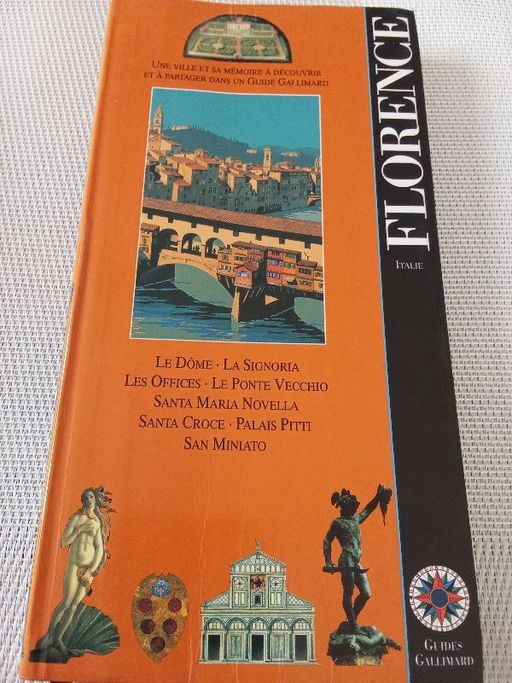 UNE VILLE ET SA MÉMOIRE À DÉCOUVRIR
ET À PARTAGER DANS UN GUIDE GALLIMARD
FLORENCE
ITALIE
LE DÔME · LA SIGNORIA
LES OFFICES · LE PONTE VECCHIO
SANTA MARIA NOVELLA
SANTA CROCE · PALAIS PITTI
SAN MINIATO
GUIDES
GALLIMARD